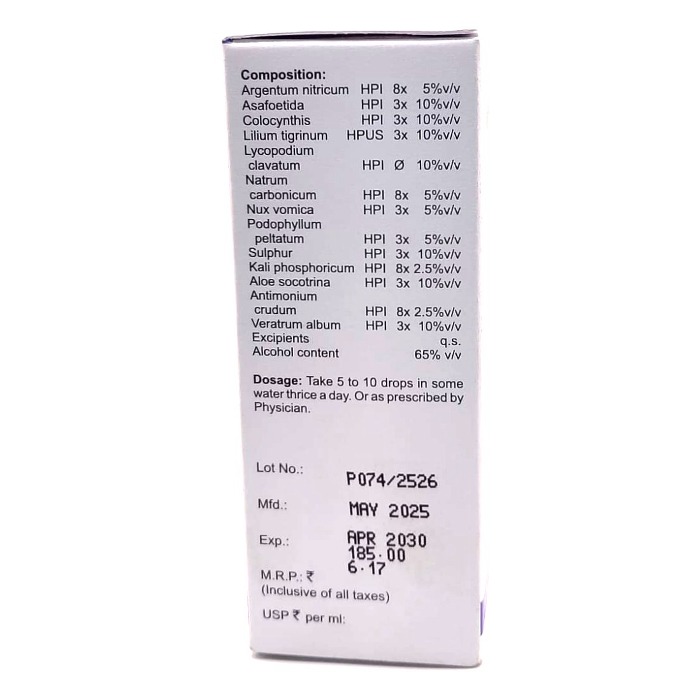 Composition:
Argentum nitricum HPI 8x 5%v/v
Asafoetida HPI 3x 10%v/v
Colocynthis HPI 3x 10%v/v
Lilium tigrinum HPUS 3x 10%v/v
Lycopodium
clavatum HPI Ø 10%v/v
Natrum
carbonicum HPI 8x 5%v/v
Nux vomica HPI 3x 5%v/v
Podophyllum
peltatum HPI 3x 5%v/v
Sulphur HPI 3x 10%v/v
Kali phosphoricum HPI 8x 2.5%v/v
Aloe socotrina HPI 3x 10%v/v
Antimonium
crudum HPI 8x 2.5%v/v
Veratrum album HPI 3x 10%v/v
Excipients q.s.
Alcohol content 65% v/v
Dosage: Take 5 to 10 drops in some
water thrice a day. Or as prescribed by
Physician.
Lot No.: P074/2526
Mfd.: MAY 2025
Exp.: APR 2030
185.00
M.R.P.: ₹ 6.17
(Inclusive of all taxes)
USP ₹ per ml: